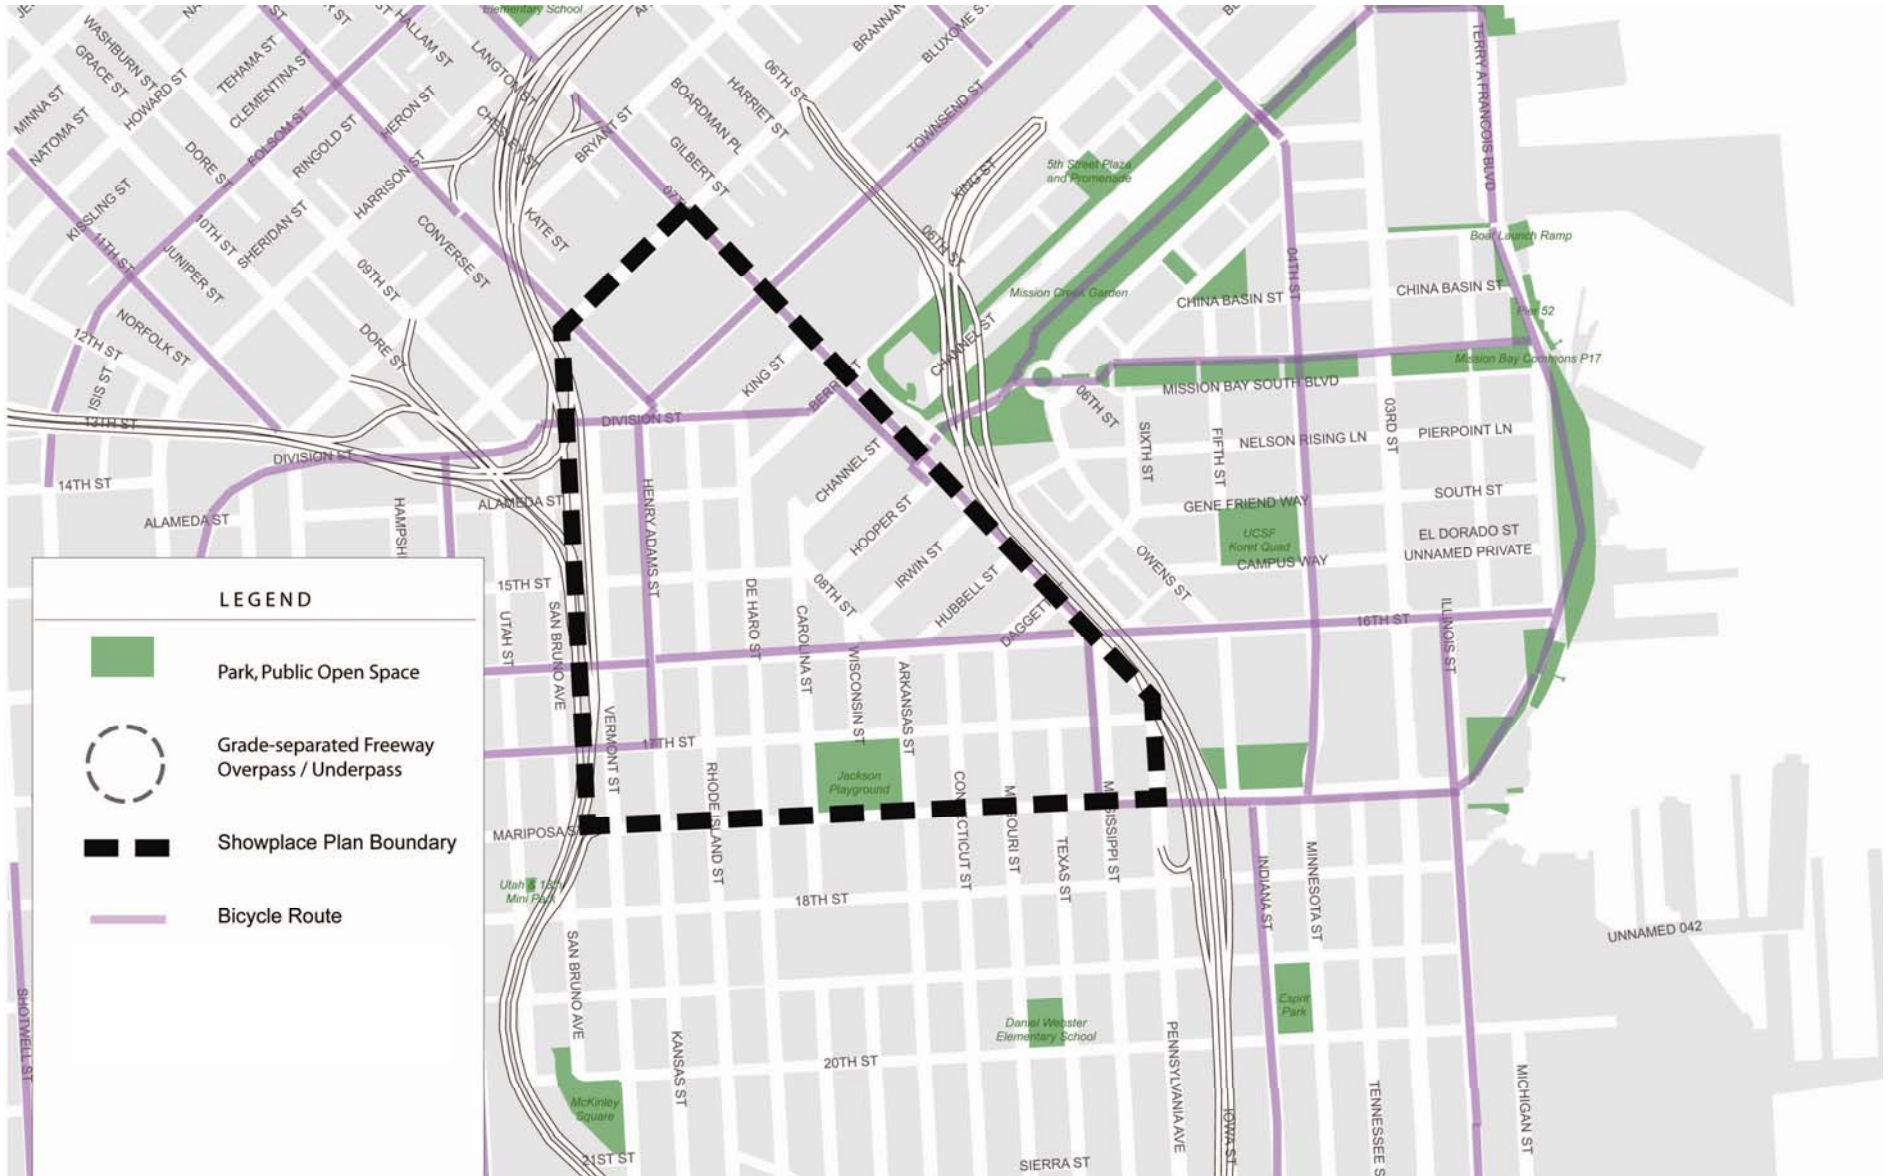 Elementary School
WASHBURN ST
GRACE ST
MINNA ST
NATOMA ST
HOWARD ST
TEHAMA ST
CLEMENTINA ST
FOLSOM ST
RINGOLD ST
HALLAM ST
LANGTON ST
HERON ST
CHESLEY ST
HARRISON ST
DORE ST
BRYANT ST
BOARDMAN PL
HARRIET ST
GILBERT ST
06TH ST
BRANNAN
BLUXOME ST
TOWNSEND ST
KING ST
5th Street Plaza
and Promenade
TERRY A FRANCOIS BLVD
KISSLING ST
11TH ST
10TH ST
JUNIPER ST
SHERIDAN ST
09TH ST
CONVERSE ST
KATE ST
06TH ST
Mission Creek Garden
04TH ST
Boat Launch Ramp
CHINA BASIN ST
CHINA BASIN ST
Pier 52
NORFOLK ST
12TH ST
ISIS ST
DORE ST
KING ST
CHANNEL ST
Mission Bay Commons P17
MISSION BAY SOUTH BLVD
06TH ST
13TH ST
DIVISION ST
DIVISION ST
03RD ST
PIERPOINT LN
NELSON RISING LN
SIXTH ST
FIFTH ST
14TH ST
ALAMEDA ST
ALAMEDA ST
HENRY ADAMS ST
CHANNEL ST
HOOPER ST
IRWIN ST
HUBBELL ST
08TH ST
GENE FRIEND WAY
SOUTH ST
UCSF
Koret Quad
EL DORADO ST
UNNAMED PRIVATE
CAMPUS WAY
OWENS ST
15TH ST
UTAH ST
SAN BRUNO AVE
DE HARO ST
CAROLINA ST
WISCONSIN ST
ARKANSAS ST
16TH ST
ILLINOIS ST
LEGEND
Park, Public Open Space
Grade-separated Freeway
Overpass / Underpass
Showplace Plan Boundary
Bicycle Route
VERMONT ST
17TH ST
RHODE ISLAND ST
Jackson
Playground
MARIPOSA
TEXAS ST
INDIANA ST
MINNESOTA ST
Mini Park
18TH ST
UNNAMED 042
SAN BRUNO AVE
Esprit
Park
Daniel Webster
Elementary School
SHOTWELL ST
KANSAS ST
20TH ST
PENNSYLVANIA AVE
IOWA ST
TENNESSEE S
MICHIGAN ST
McKinley
Square
21ST ST
SIERRA ST